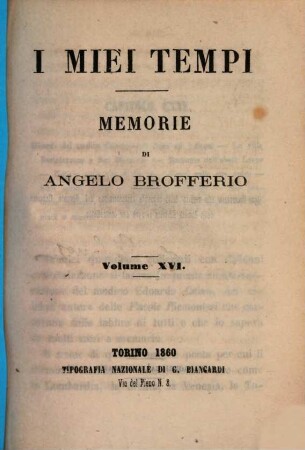 I MIEI TEMPI
MEMORIE
DI
ANGELO BROFFERIO
Volume XVI.
TORINO 1860
TIPOGRAFIA NAZIONALE DI G. BIANCARDI
Via del Fieno N. 8.